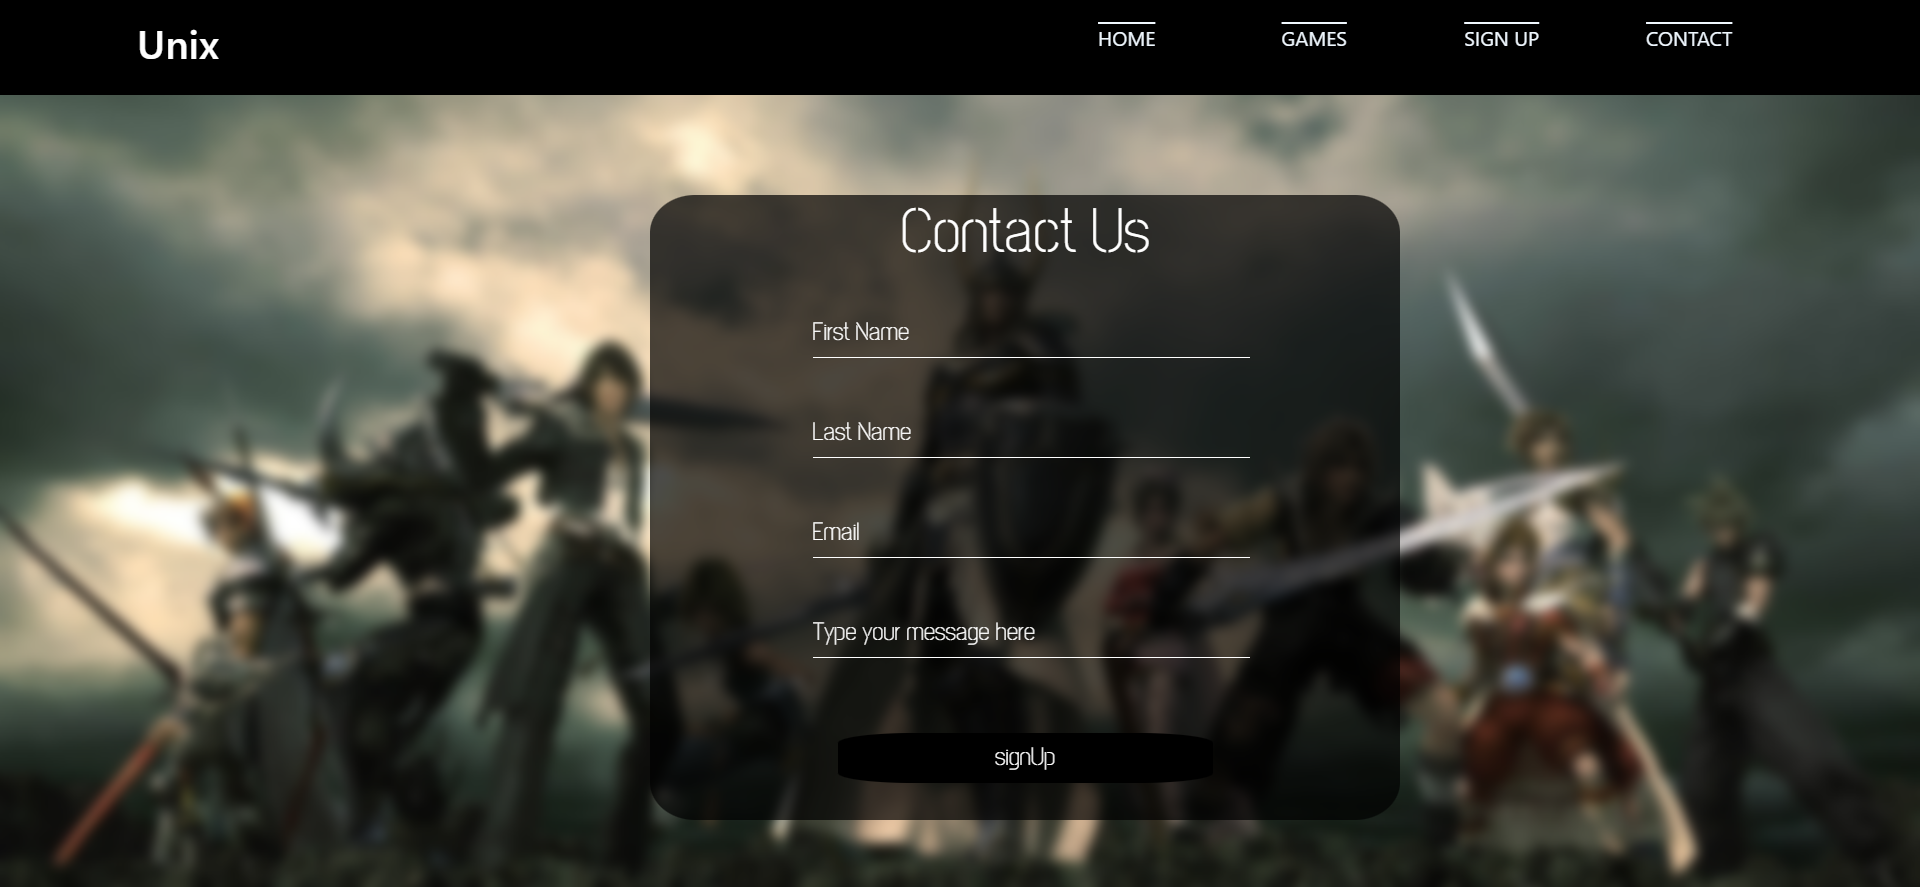 Unix
HOME
GAMES
SIGN UP
CONTACT
Contact Us
First Name
Last Name
Email
Type your message here
signUp